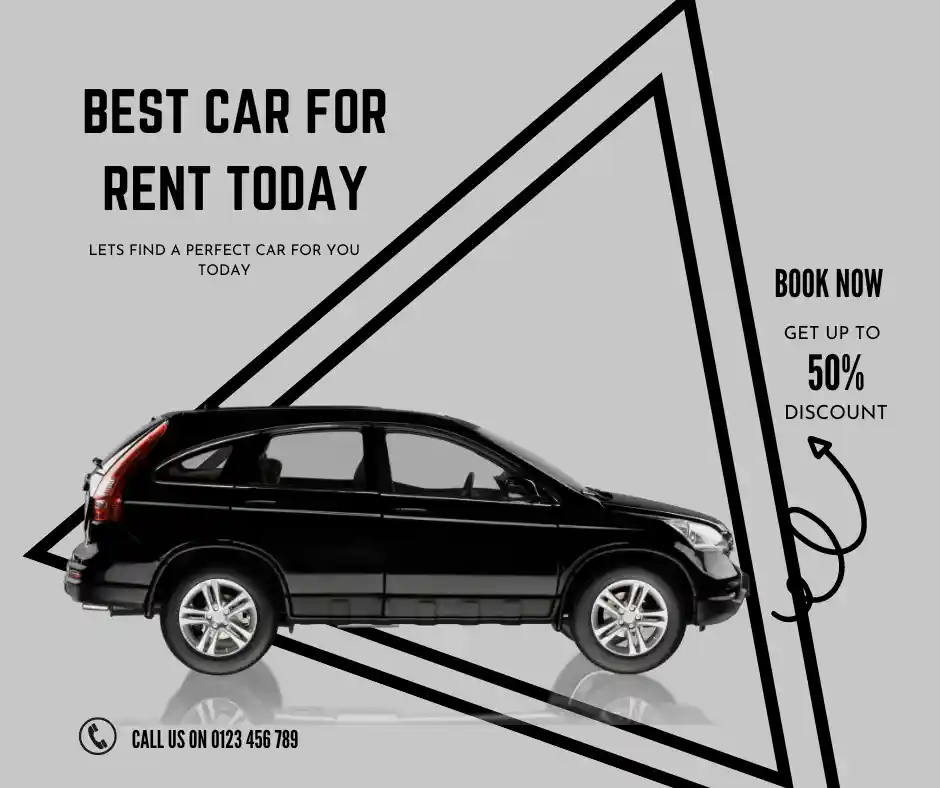 BEST CAR FOR
RENT TODAY
LETS FIND A PERFECT CAR FOR YOU
TODAY
BOOK NOW
GET UP TO
50%
DISCOUNT
CALL US ON 0123 456 789